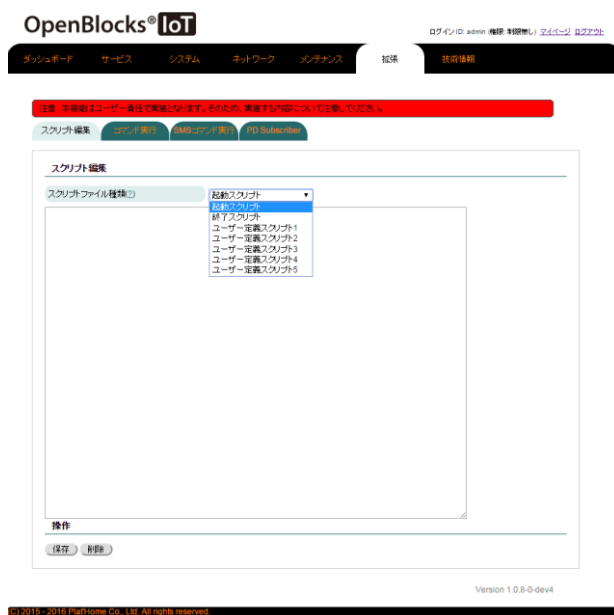 OpenBlocks® IoT
ログインID: admin (権限: 制限無し) マイページ ログアウト
ダッシュボード サービス システム ネットワーク メンテナンス 拡張 技術情報
注意:本機能はユーザー責任で実施となります。そのため、実施する内容について注意してください。
スクリプト編集 コマンド実行 SMSコマンド実行 PD Subscriber
スクリプト編集
スクリプトファイル種類[?] 起動スクリプト
起動スクリプト
終了スクリプト
ユーザー定義スクリプト1
ユーザー定義スクリプト2
ユーザー定義スクリプト3
ユーザー定義スクリプト4
ユーザー定義スクリプト5
操作
保存 削除
Version 1.0.8-0-dev4
(C) 2015 - 2016 Plat'Home Co., Ltd. All rights reserved.